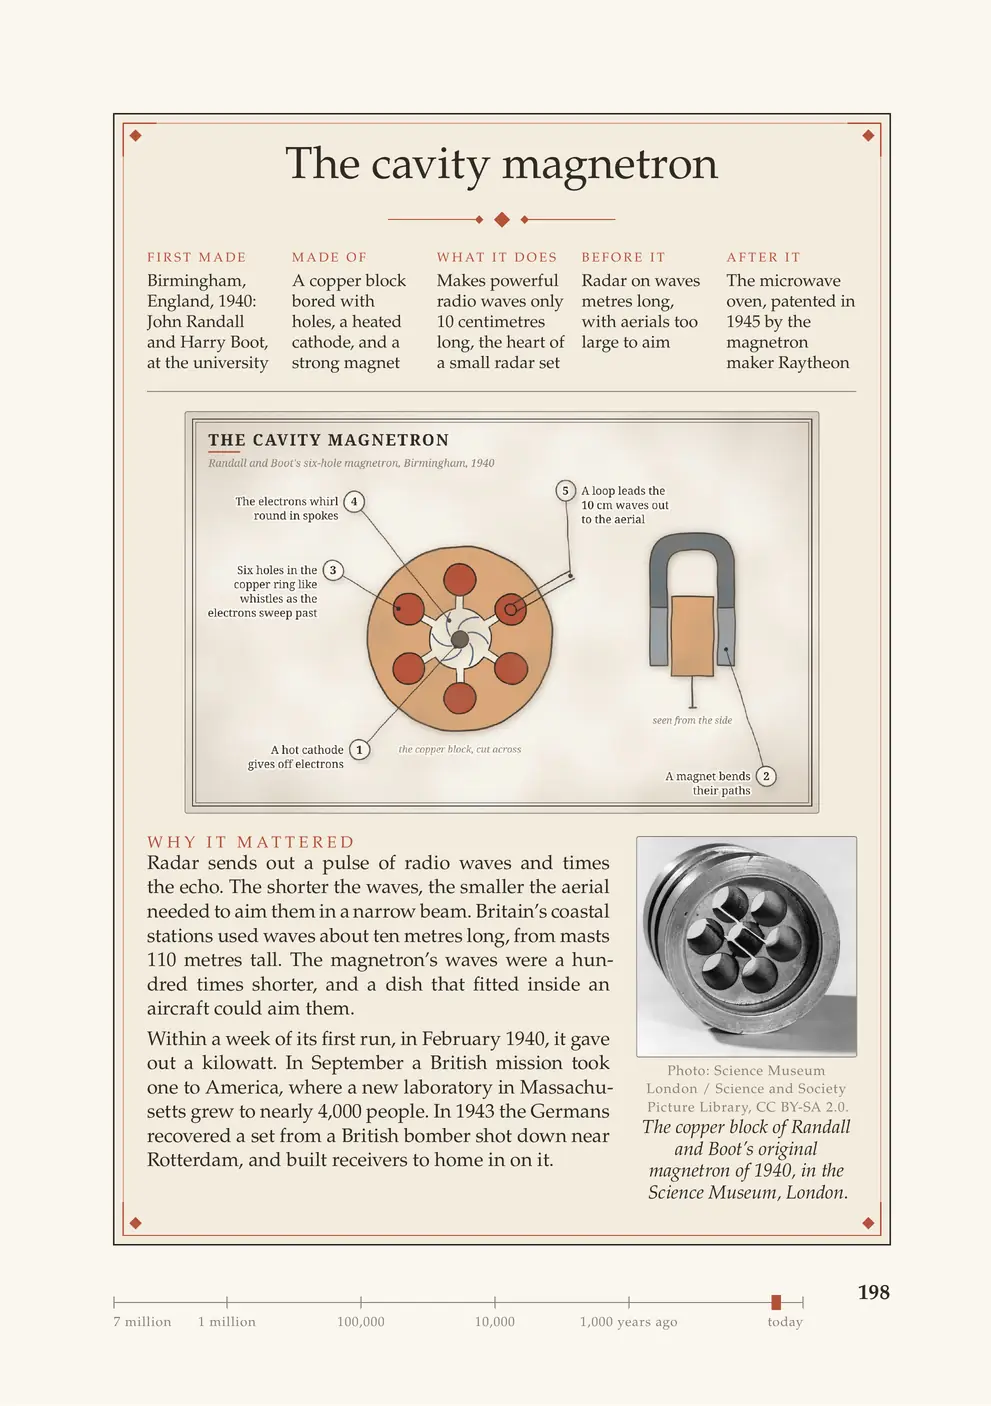 The cavity magnetron
FIRST MADE
Birmingham,
England, 1940:
John Randall
and Harry Boot,
at the university
MADE OF
A copper block
bored with
holes, a heated
cathode, and a
strong magnet
WHAT IT DOES
Makes powerful
radio waves only
10 centimetres
long, the heart of
a small radar set
BEFORE IT
Radar on waves
metres long,
with aerials too
large to aim
AFTER IT
The microwave
oven, patented in
1945 by the
magnetron
maker Raytheon
THE CAVITY MAGNETRON
Randall and Boot's six-hole magnetron, Birmingham, 1940
The electrons whirl
round in spokes
4
5
A loop leads the
10 cm waves out
to the aerial
Six holes in the
copper ring like
whistles as the
electrons sweep past
3
seen from the side
A hot cathode
gives off electrons
1
the copper block, cut across
A magnet bends
their paths
2
WHY IT MATTERED
Radar sends out a pulse of radio waves and times
the echo. The shorter the waves, the smaller the aerial
needed to aim them in a narrow beam. Britain's coastal
stations used waves about ten metres long, from masts
110 metres tall. The magnetron's waves were a hun-
dred times shorter, and a dish that fitted inside an
aircraft could aim them.
Within a week of its first run, in February 1940, it gave
out a kilowatt. In September a British mission took
one to America, where a new laboratory in Massachu-
setts grew to nearly 4,000 people. In 1943 the Germans
recovered a set from a British bomber shot down near
Rotterdam, and built receivers to home in on it.
Photo: Science Museum
London / Science and Society
Picture Library, CC BY-SA 2.0.
The copper block of Randall
and Boot's original
magnetron of 1940, in the
Science Museum, London.
198
7 million
1 million
100,000
10,000
1,000 years ago
today